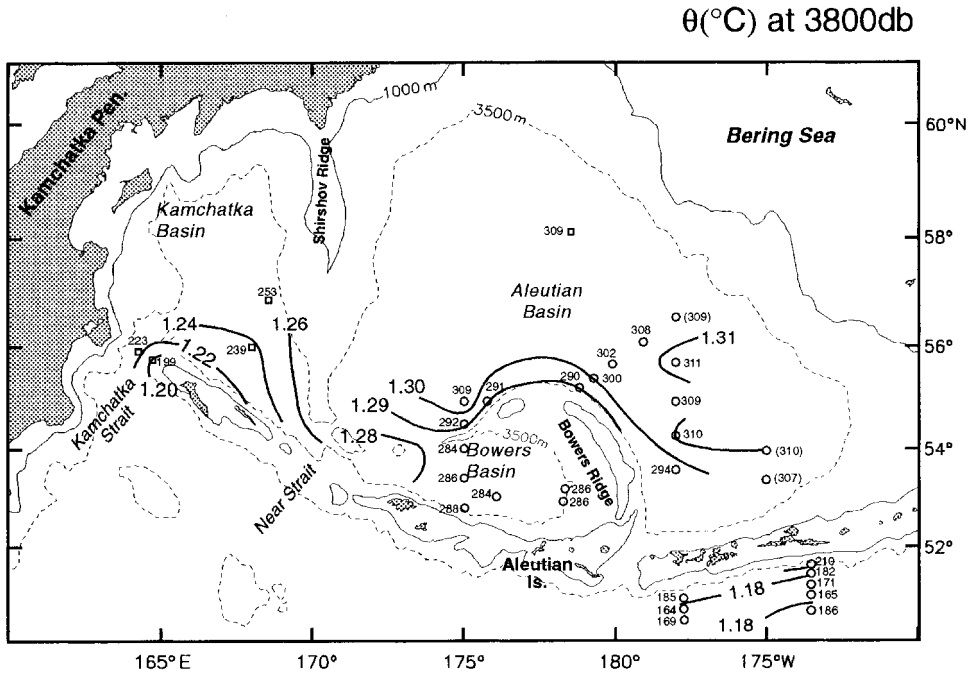 θ(°C) at 3800db
1000 m
3500m
60°N
Kamchatka Pen.
Bering Sea
Shirshov Ridge
Kamchatka
Basin
309
58°
253
Aleutian
Basin
(309)
1.24
1.26
308
1.31
223
239
56°
1.22
199
302
311
1.20
290
300
1.30
309
291
309
Kamchatka
Strait
1.29
292
310
1.28
3500m
284
Bowers
Basin
Bowers Ridge
54°
(310)
294
286
(307)
Near Strait
284
286
286
288
52°
Aleutian
Is.
210
182
171
165
186
185
164
169
1.18
1.18
165°E
170°
175°
180°
175°W